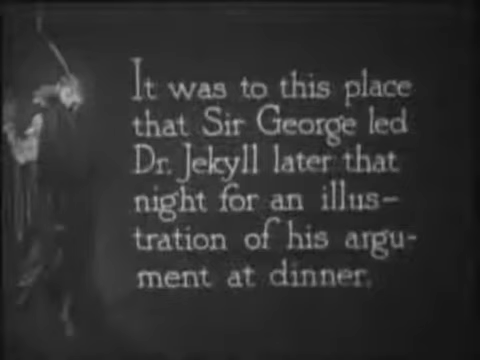 It was to this place
that Sir George led
Dr. Jekyll later that
night for an illus-
tration of his argu-
ment at dinner.